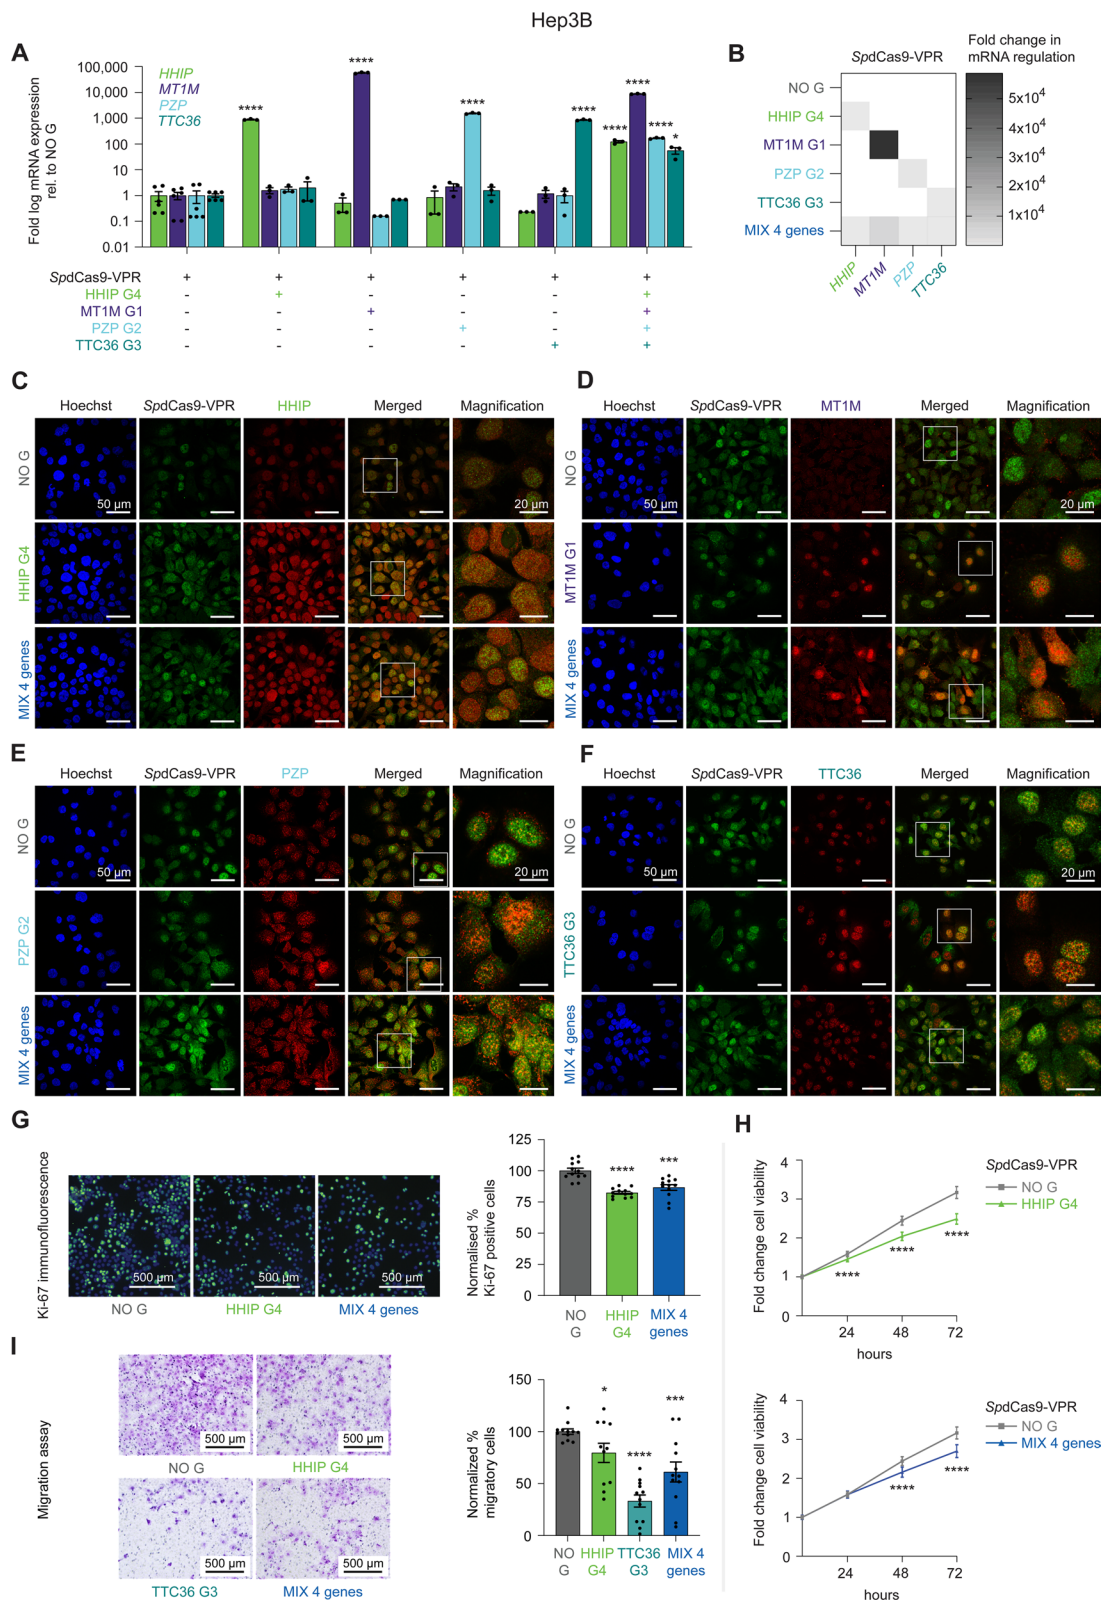 Hep3B
A
HHIP
MT1M
PZP
TTC36
Fold log mRNA expression
rel. to NO G
100,000
10,000
1,000
100
10
1
0.1
0.01
****
****
****
****
****
****
****
*
SpdCas9-VPR + + + + + +
HHIP G4 - + - - - +
MT1M G1 - - + - - +
PZP G2 - - - + - +
TTC36 G3 - - - - + +
B
SpdCas9-VPR
Fold change in
mRNA regulation
NO G
HHIP G4
MT1M G1
PZP G2
TTC36 G3
MIX 4 genes
HHIP
MT1M
PZP
TTC36
5x10⁴
4x10⁴
3x10⁴
2x10⁴
1x10⁴
C
Hoechst SpdCas9-VPR HHIP Merged Magnification
NO G
50 µm
20 µm
HHIP G4
MIX 4 genes
D
Hoechst SpdCas9-VPR MT1M Merged Magnification
NO G
50 µm
20 µm
MT1M G1
MIX 4 genes
E
Hoechst SpdCas9-VPR PZP Merged Magnification
NO G
50 µm
20 µm
PZP G2
MIX 4 genes
F
Hoechst SpdCas9-VPR TTC36 Merged Magnification
NO G
50 µm
20 µm
TTC36 G3
MIX 4 genes
G
Ki-67 immunofluorescence
500 µm
500 µm
500 µm
NO G HHIP G4 MIX 4 genes
Normalised %
Ki-67 positive cells
125
100
75
50
25
0
****
***
NO
G
HHIP
G4
MIX 4
genes
H
Fold change cell viability
4
3
2
1
0
SpdCas9-VPR
NO G
HHIP G4
****
****
****
24 48 72
hours
Fold change cell viability
4
3
2
1
0
SpdCas9-VPR
NO G
MIX 4 genes
****
****
24 48 72
hours
I
Migration assay
500 µm
500 µm
NO G HHIP G4
500 µm
500 µm
TTC36 G3 MIX 4 genes
Normalized %
migratory cells
150
100
50
0
*
****
***
NO
G
HHIP
G4
TTC36
G3
MIX 4
genes